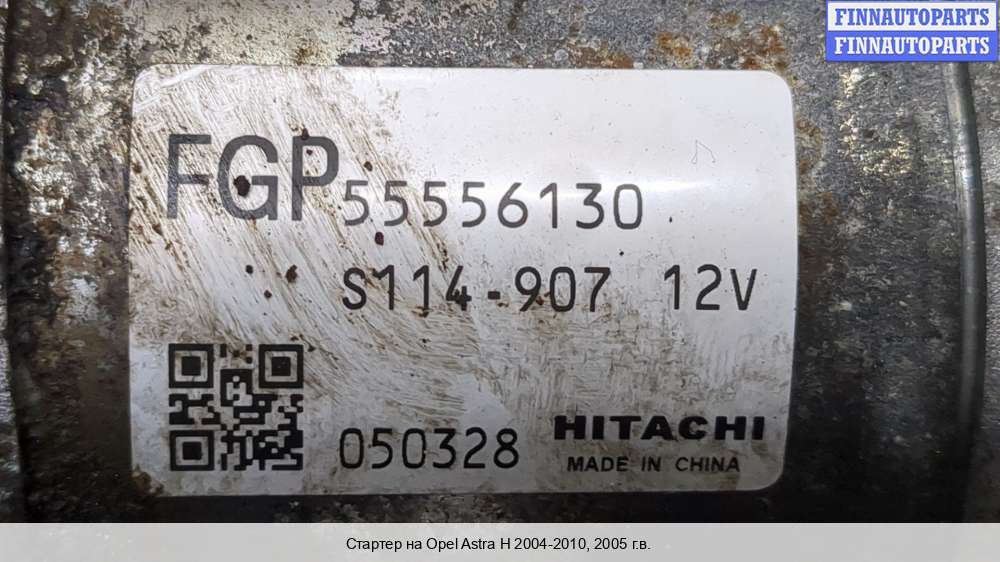 FINNAUTOPARTS
FINNAUTOPARTS
FGP 55556130
S114-907 12V
050328 HITACHI
MADE IN CHINA
Стартер на Opel Astra H 2004-2010, 2005 г.в.